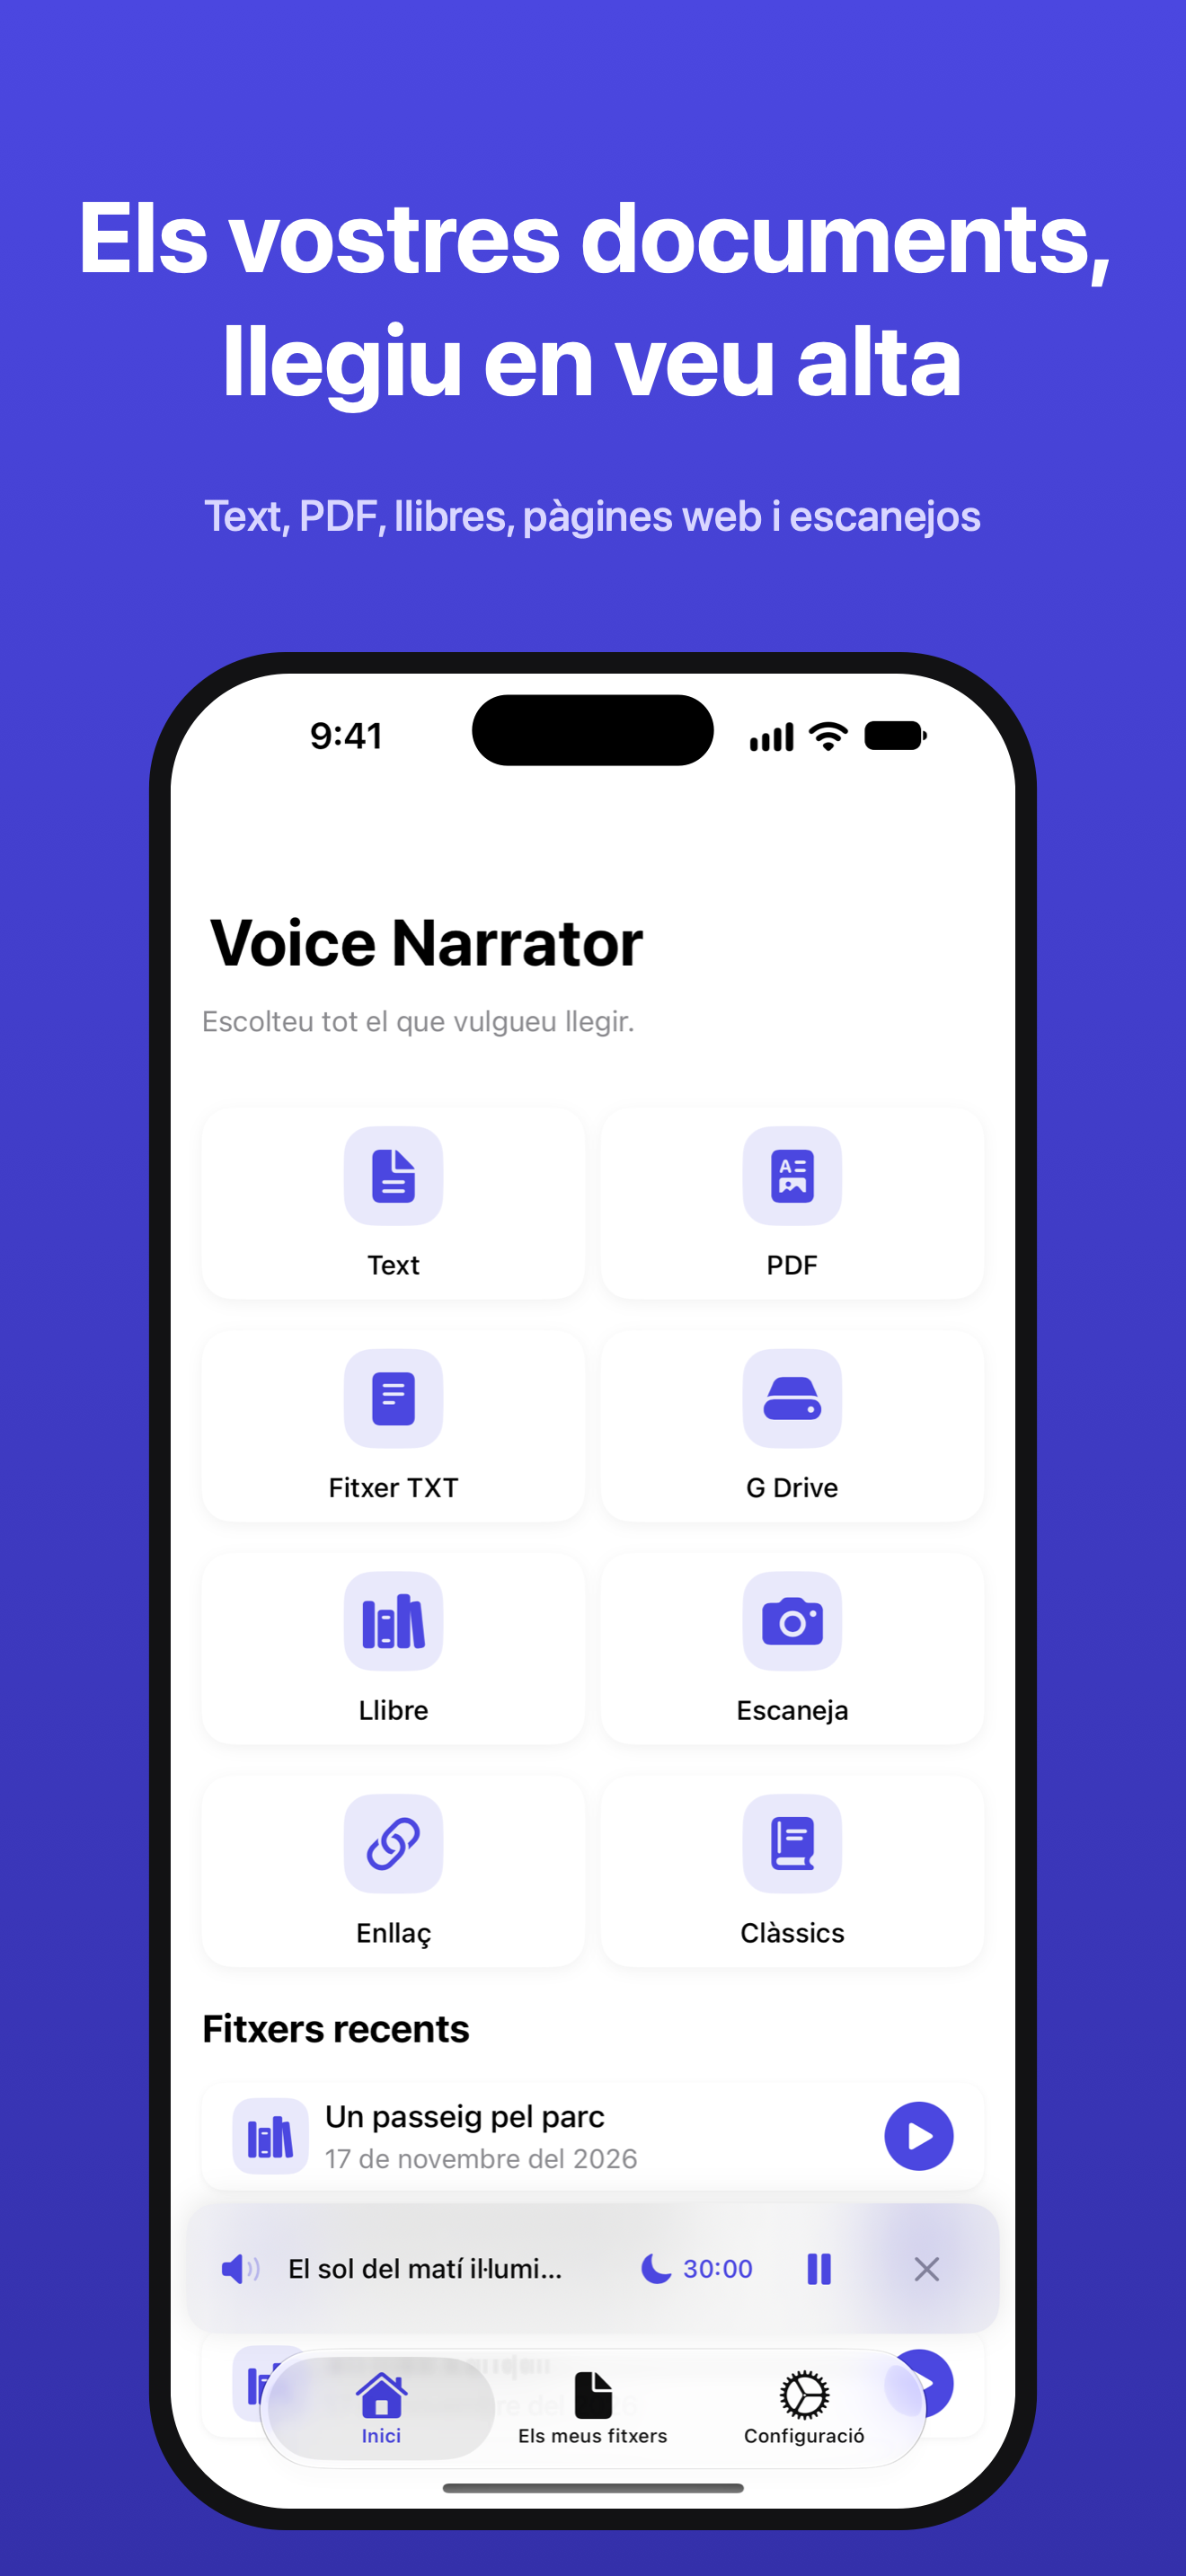 Els vostres documents,
llegiu en veu alta
Text, PDF, llibres, pàgines web i escanejos
9:41
Voice Narrator
Escolteu tot el que vulgueu llegir.
Text
PDF
Fitxer TXT
G Drive
Llibre
Escaneja
Enllaç
Clàssics
Fitxers recents
Un passeig pel parc
17 de novembre del 2026
El sol del matí il·lumi...
30:00
Inici
Els meus fitxers
Configuració